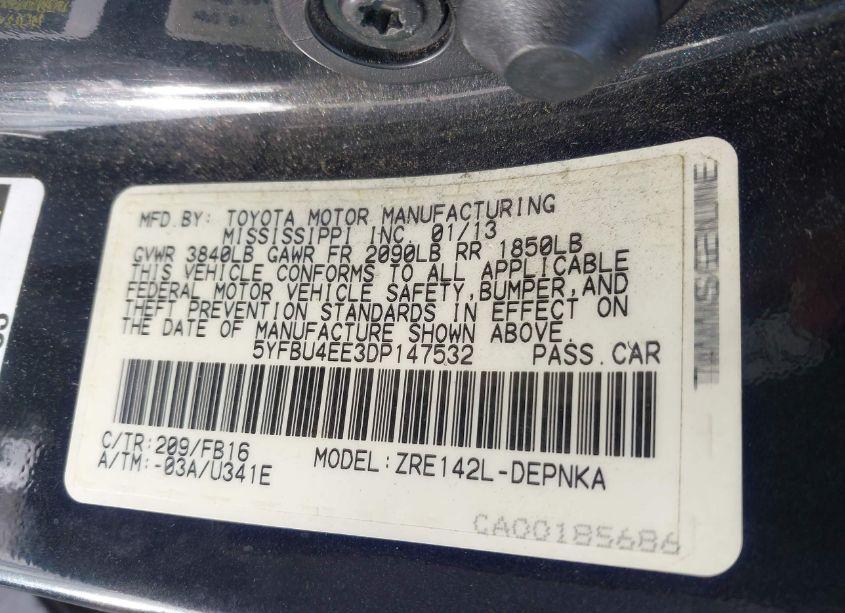 MFD.BY: TOYOTA MOTOR MANUFACTURING
MISSISSIPPI INC. 01/13
GVWR 3840LB GAWR FR 2090LB RR 1850LB
THIS VEHICLE CONFORMS TO ALL APPLICABLE
FEDERAL MOTOR VEHICLE SAFETY,BUMPER,AND
THEFT PREVENTION STANDARDS IN EFFECT ON
THE DATE OF MANUFACTURE SHOWN ABOVE.
5YFBU4EE3DP147532 PASS.CAR
C/TR:209/FB16
A/TM:-03A/U341E
MODEL:ZRE142L-DEPNKA
CA00185686